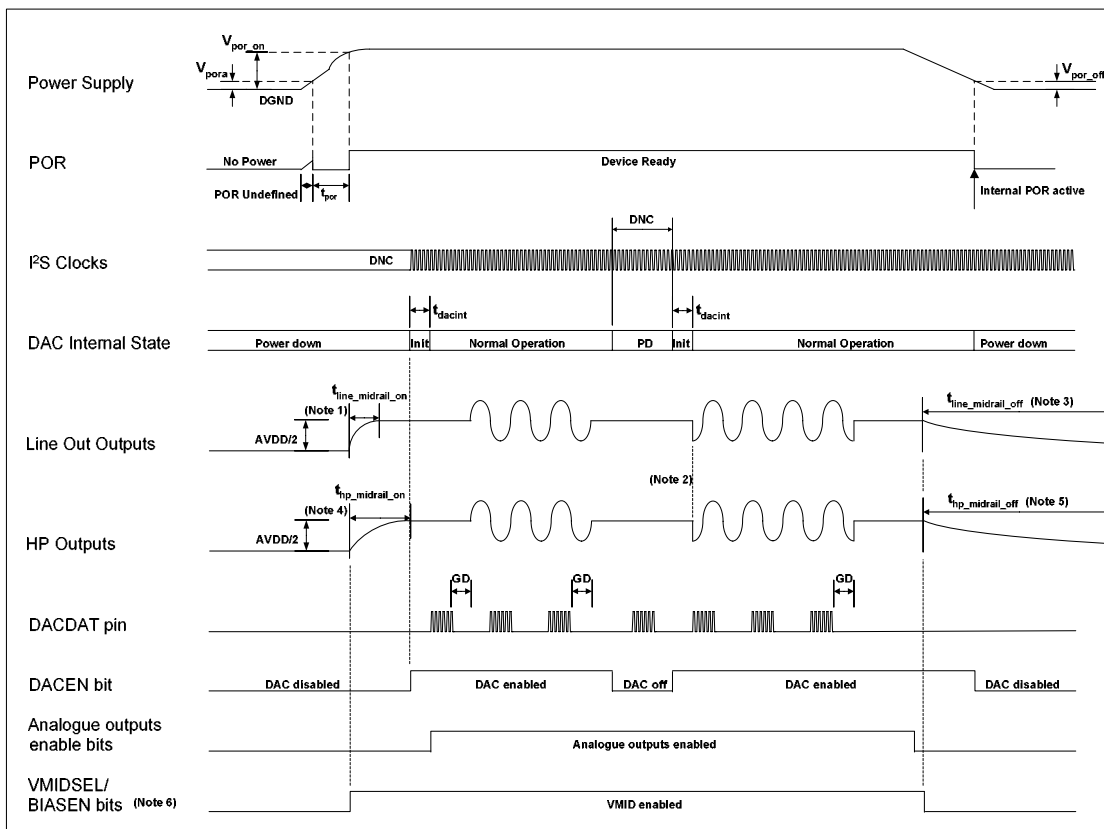 V_por_on
V_pora
Power Supply
DGND
V_por_off
POR
No Power
Device Ready
POR Undefined
t_por
Internal POR active
DNC
I²S Clocks
DNC
t_dacint
t_dacint
DAC Internal State
Power down
Init
Normal Operation
PD
Init
Normal Operation
Power down
t_line_midrail_on
(Note 1)
t_line_midrail_off (Note 3)
Line Out Outputs
AVDD/2
(Note 2)
t_hp_midrail_on
(Note 4)
t_hp_midrail_off (Note 5)
HP Outputs
AVDD/2
GD
GD
GD
DACDAT pin
DACEN bit
DAC disabled
DAC enabled
DAC off
DAC enabled
DAC disabled
Analogue outputs
enable bits
Analogue outputs enabled
VMIDSEL/
BIASEN bits (Note 6)
VMID enabled